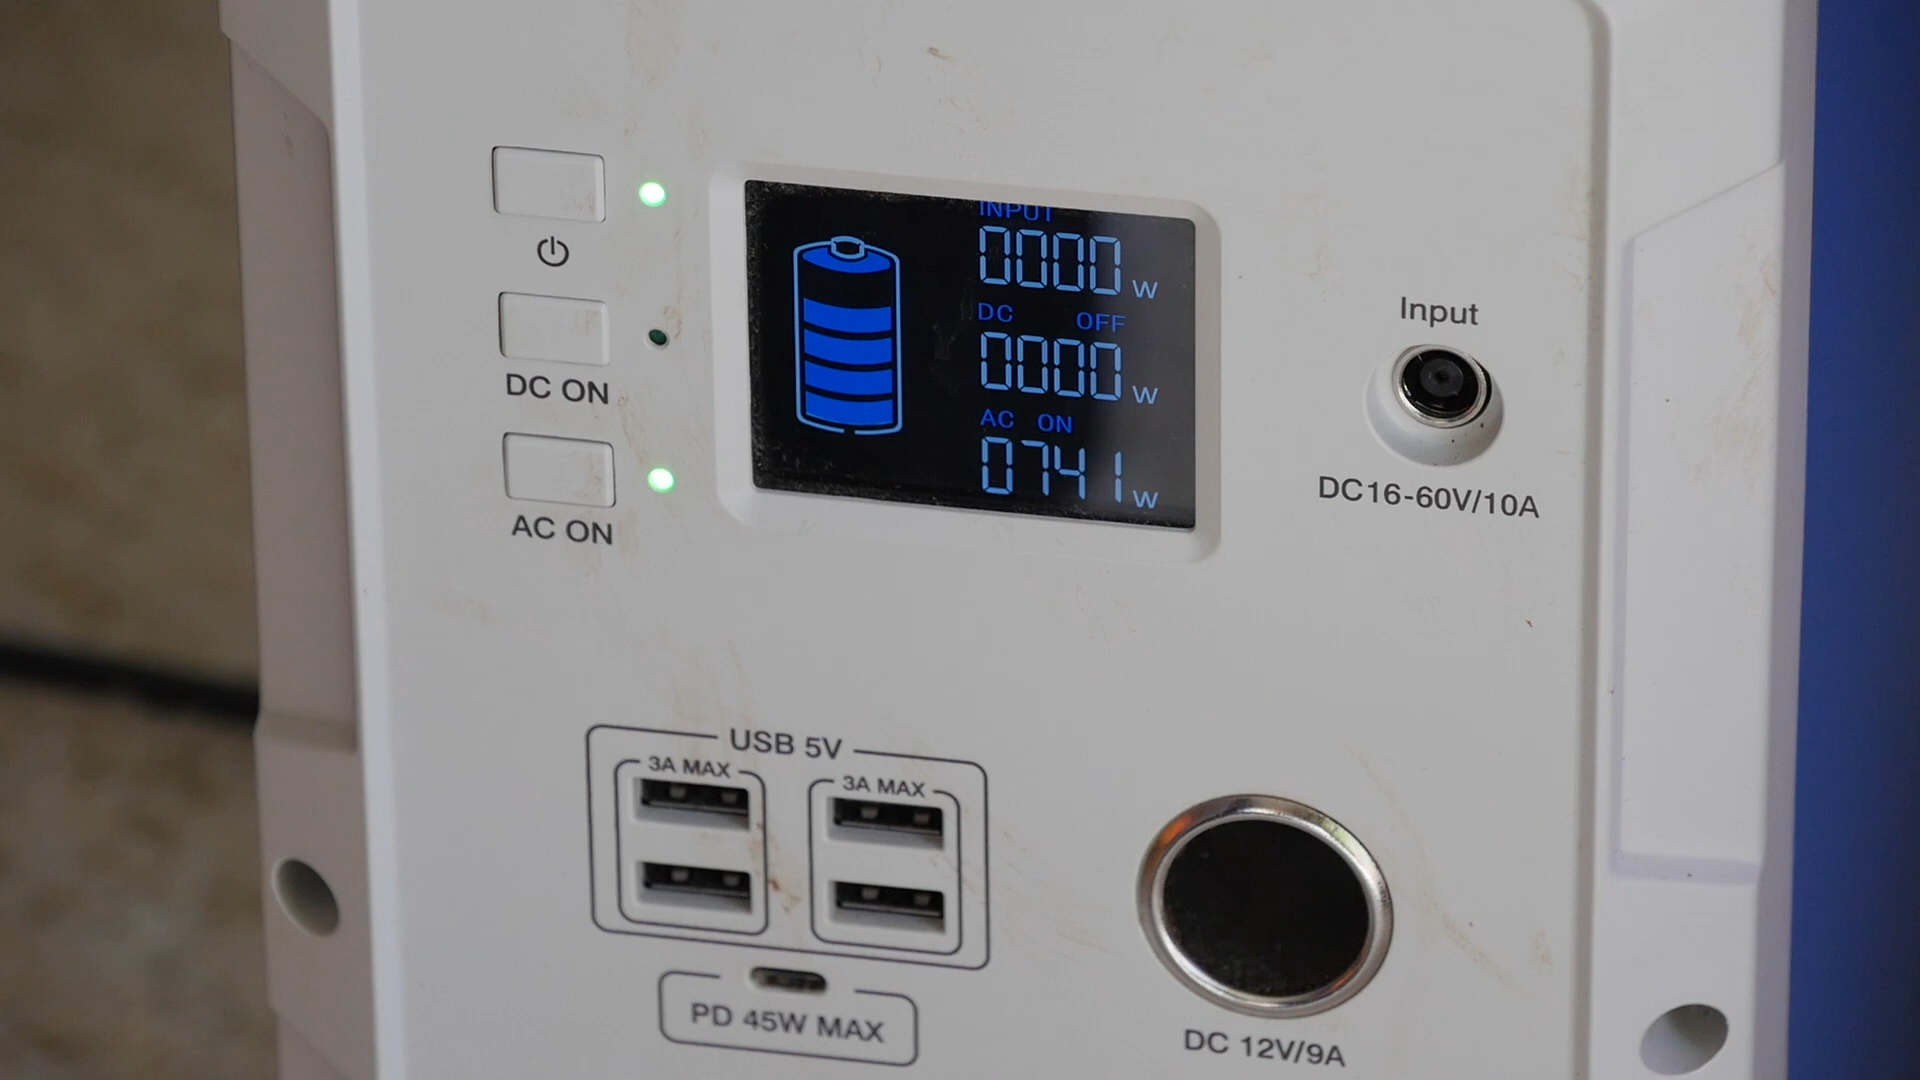 INPUT
0000 W
DC OFF
0000 W
AC ON
0741 W
DC ON
AC ON
Input
DC16-60V/10A
USB 5V
3A MAX
3A MAX
PD 45W MAX
DC 12V/9A